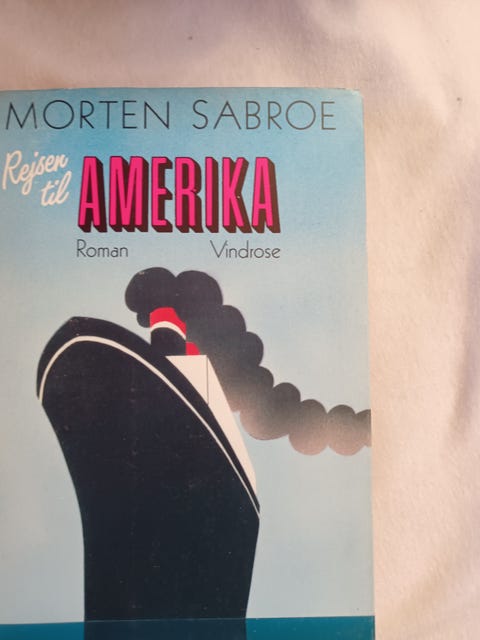 MORTEN SABROE
Rejsen
til
AMERIKA
Roman Vindrose